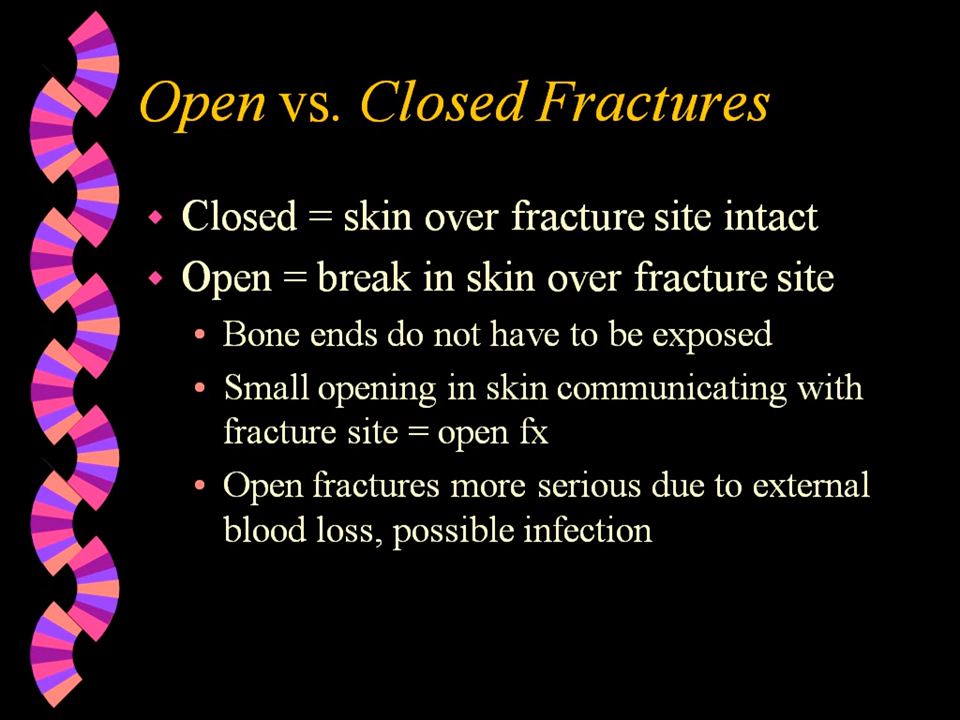 Open vs. Closed Fractures
Closed = skin over fracture site intact
Open = break in skin over fracture site
• Bone ends do not have to be exposed
• Small opening in skin communicating with
fracture site = open fx
• Open fractures more serious due to external
blood loss, possible infection